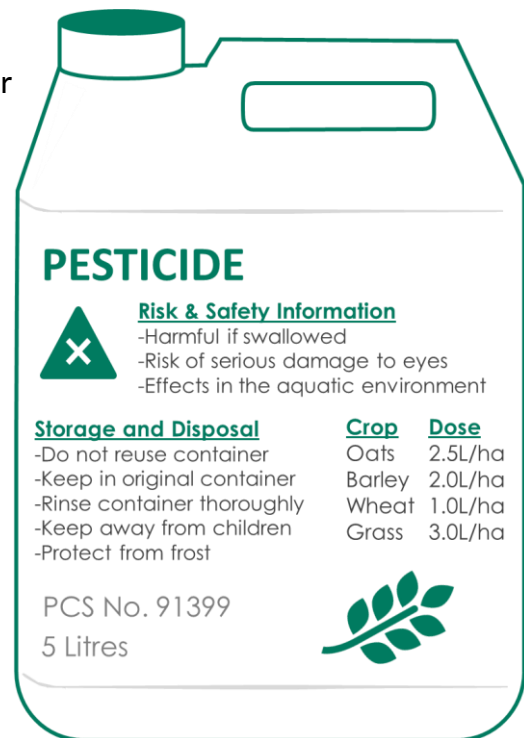 r
PESTICIDE
Risk & Safety Information
-Harmful if swallowed
-Risk of serious damage to eyes
-Effects in the aquatic environment
Storage and Disposal
-Do not reuse container
-Keep in original container
-Rinse container thoroughly
-Keep away from children
-Protect from frost
Crop Dose
Oats 2.5L/ha
Barley 2.0L/ha
Wheat 1.0L/ha
Grass 3.0L/ha
PCS No. 91399
5 Litres